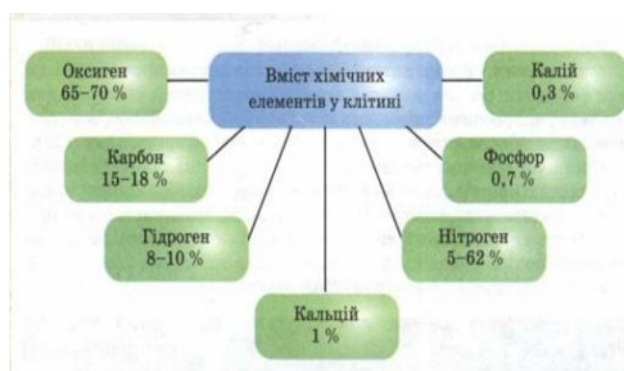 Вміст хімічних
елементів у клітині
Оксиген
65–70 %
Карбон
15–18 %
Гідроген
8–10 %
Кальцій
1 %
Нітроген
5–62 %
Фосфор
0,7 %
Калій
0,3 %